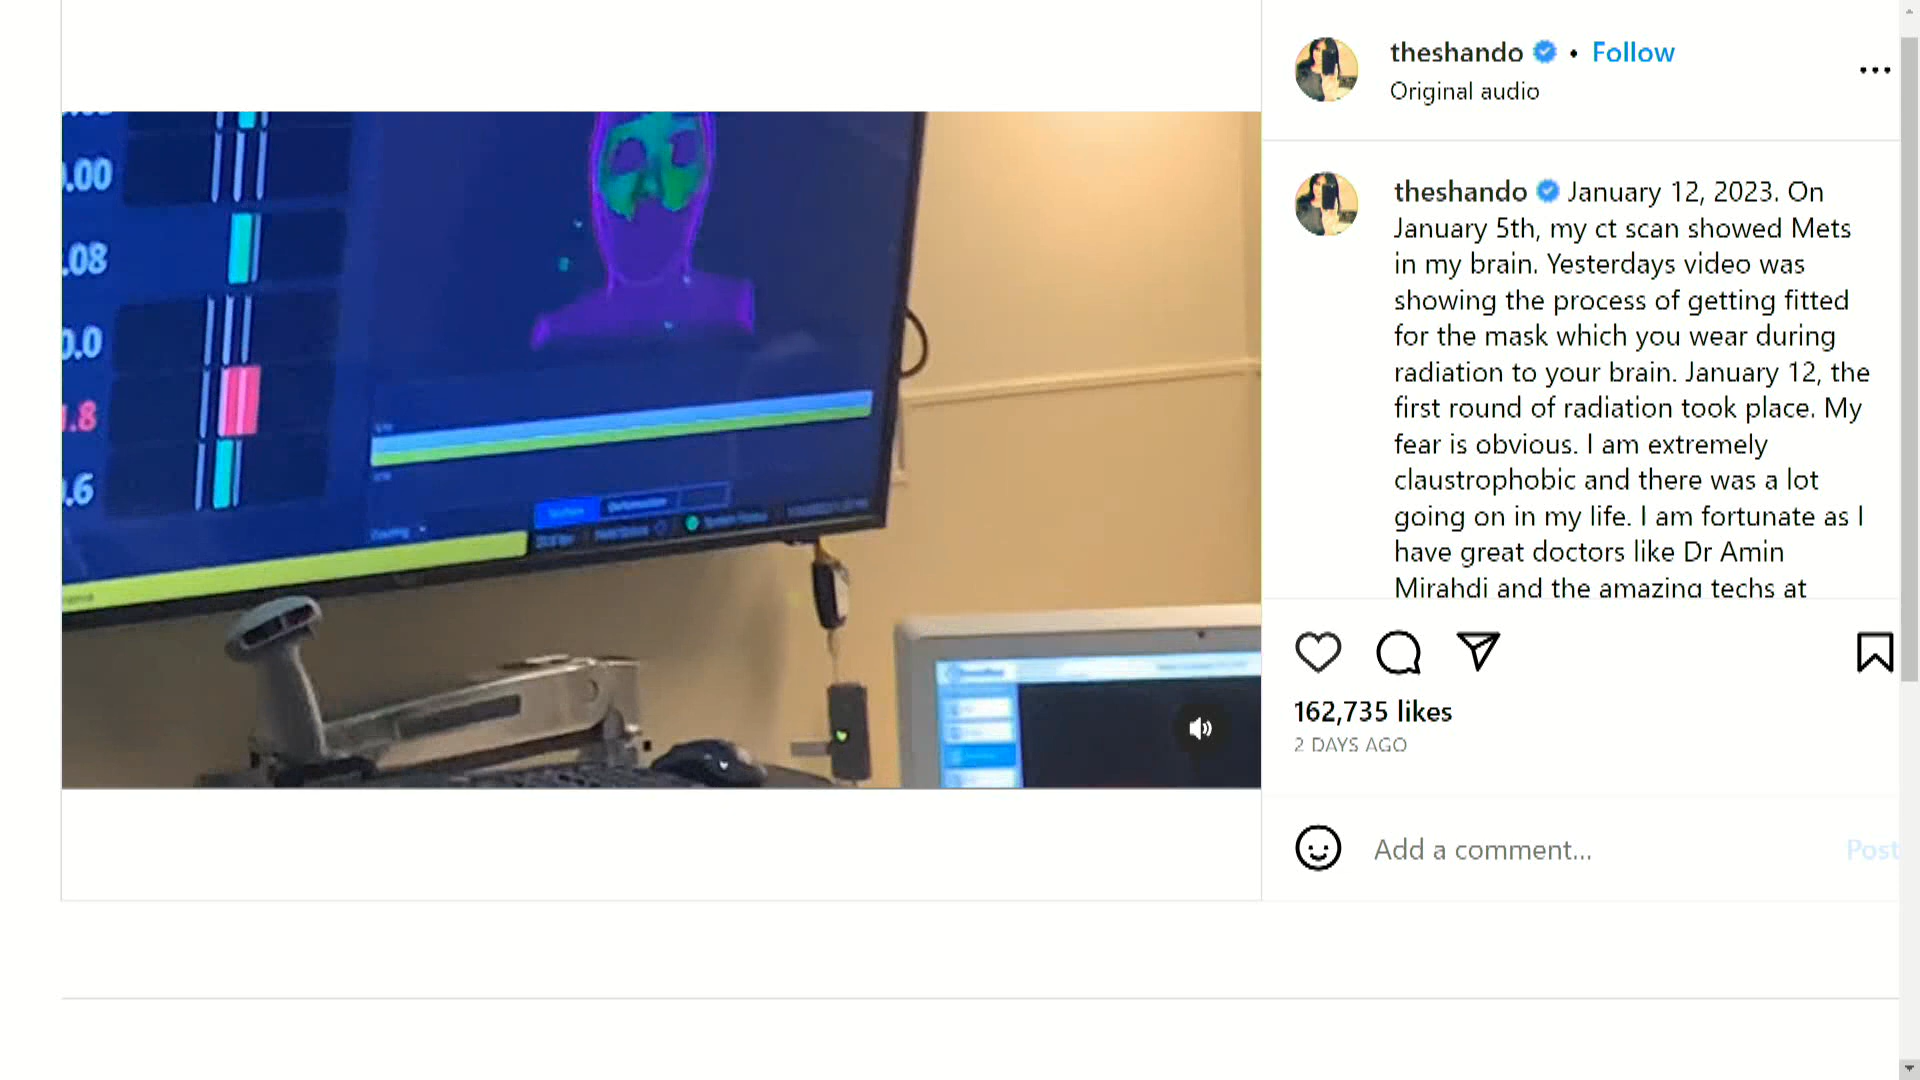 .00
.08
0.0
1.8
.6
theshando • Follow
Original audio
theshando January 12, 2023. On
January 5th, my ct scan showed Mets
in my brain. Yesterdays video was
showing the process of getting fitted
for the mask which you wear during
radiation to your brain. January 12, the
first round of radiation took place. My
fear is obvious. I am extremely
claustrophobic and there was a lot
going on in my life. I am fortunate as I
have great doctors like Dr Amin
Mirahdi and the amazing techs at
162,735 likes
2 DAYS AGO
Add a comment...
Post